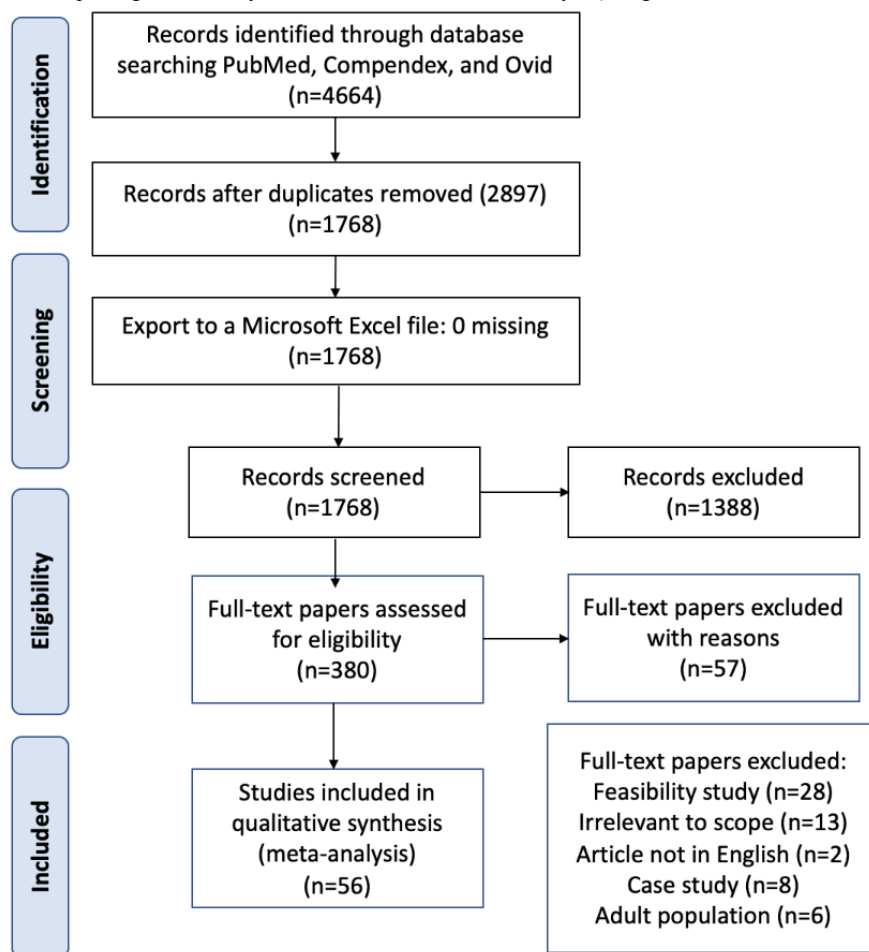 Records identified through database
searching PubMed, Compendex, and Ovid
(n=4664)
Identification
Records after duplicates removed (2897)
(n=1768)
Export to a Microsoft Excel file: 0 missing
(n=1768)
Screening
Records screened
(n=1768)
Records excluded
(n=1388)
Eligibility
Full-text papers assessed
for eligibility
(n=380)
Full-text papers excluded
with reasons
(n=57)
Included
Studies included in
qualitative synthesis
(meta-analysis)
(n=56)
Full-text papers excluded:
Feasibility study (n=28)
Irrelevant to scope (n=13)
Article not in English (n=2)
Case study (n=8)
Adult population (n=6)